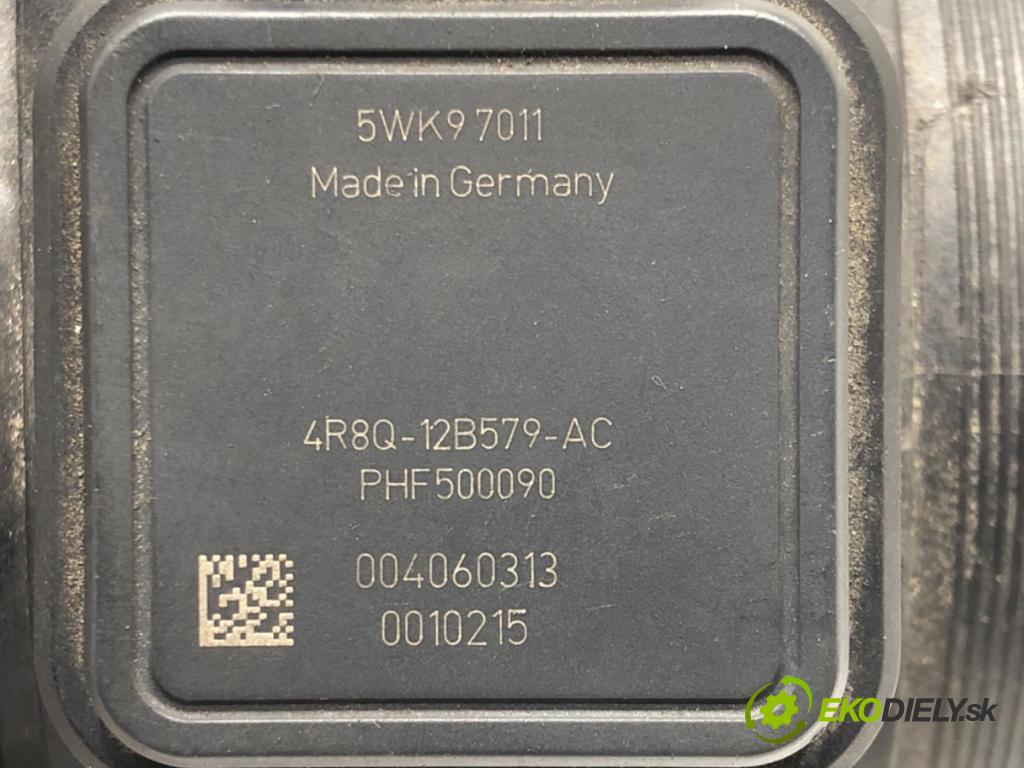 5WK9 7011
Made in Germany
4R8Q-12B579-AC
PHF500090
004060313
0010215
EKODIELY.sk